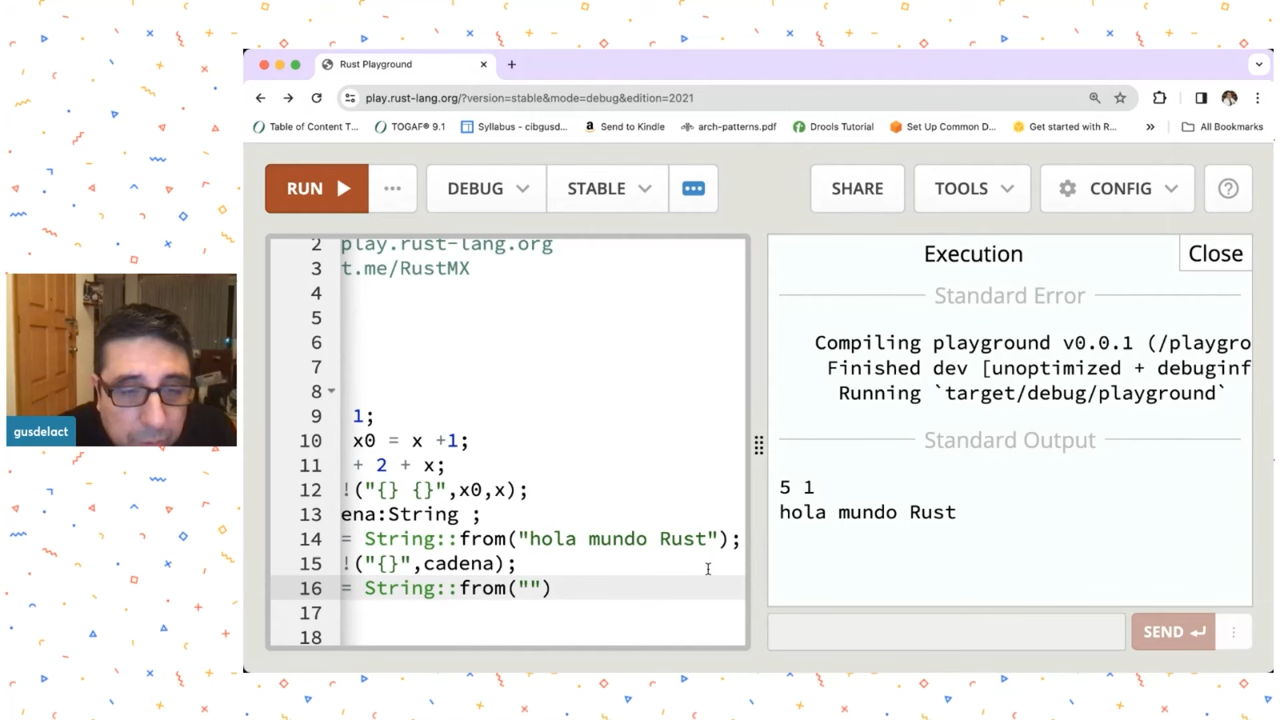 Rust Playground
play.rust-lang.org/?version=stable&mode=debug&edition=2021
Table of Content T...
TOGAF® 9.1
Syllabus - cibgusd...
Send to Kindle
arch-patterns.pdf
Drools Tutorial
Set Up Common D...
Get started with R...
All Bookmarks
RUN
DEBUG
STABLE
SHARE
TOOLS
CONFIG
2 play.rust-lang.org
3 t.me/RustMX
4
5
6
7
8
9 1;
10 x0 = x +1;
11 + 2 + x;
12 !("{} {}",x0,x);
13 ena:String ;
14 = String::from("hola mundo Rust");
15 !("{}",cadena);
16 = String::from("")
17
18
Execution
Close
Standard Error
Compiling playground v0.0.1 (/playgro
Finished dev [unoptimized + debuginf
Running `target/debug/playground`
Standard Output
5 1
hola mundo Rust
SEND
gusdelact